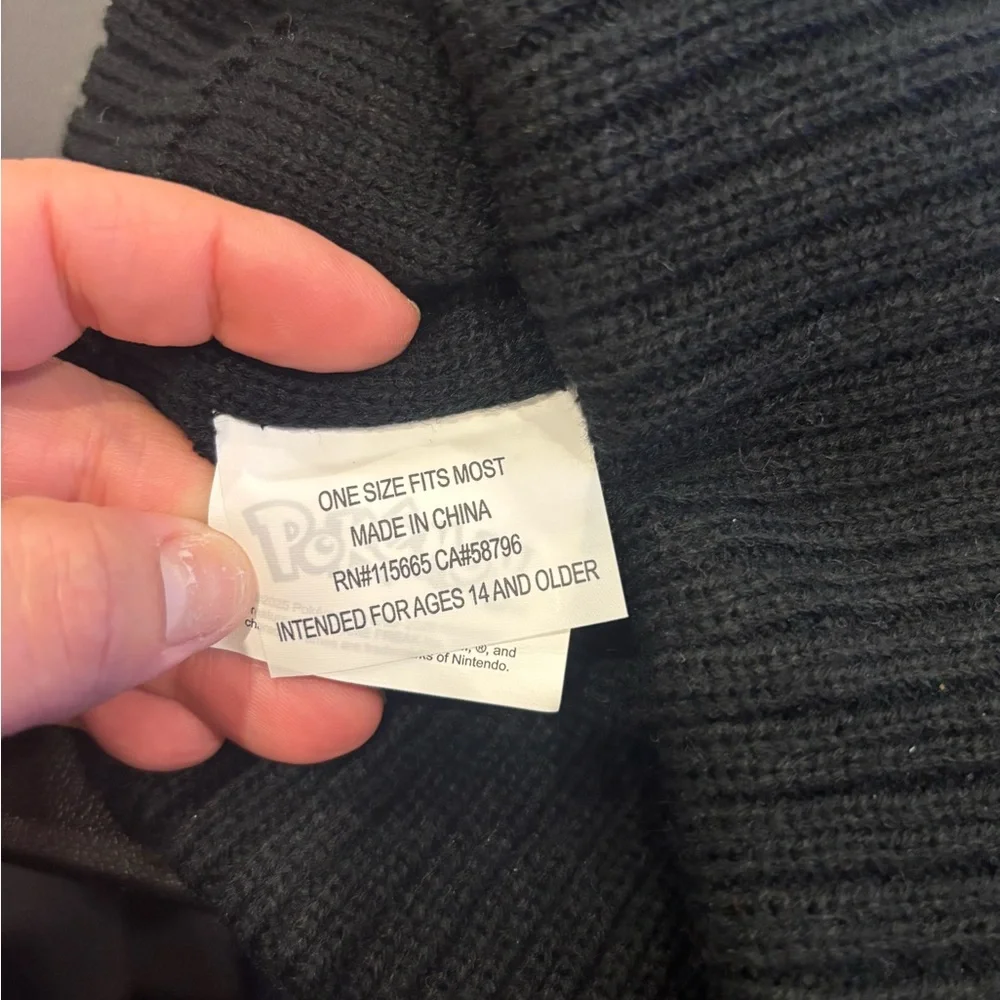 ONE SIZE FITS MOST
MADE IN CHINA
RN#115665 CA#58796
INTENDED FOR AGES 14 AND OLDER
®, and
of Nintendo.